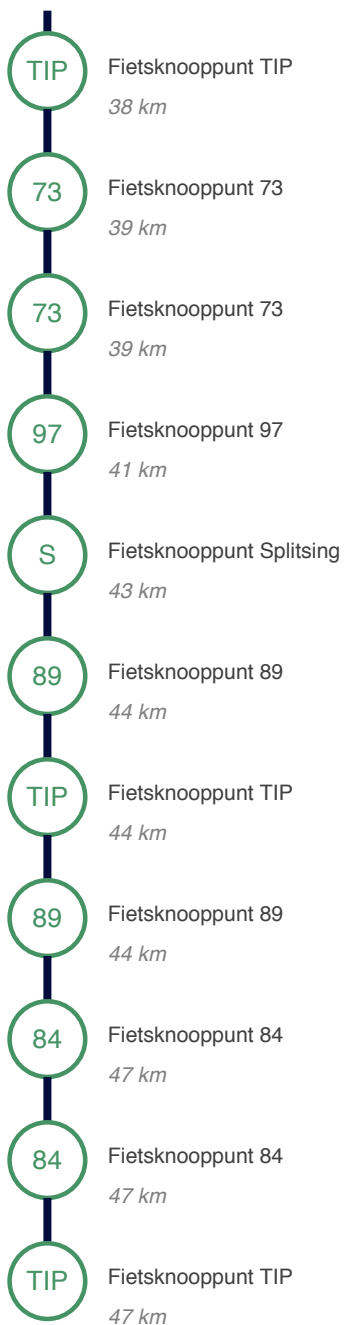 TIP
Fietsknooppunt TIP
38 km
73
Fietsknooppunt 73
39 km
73
Fietsknooppunt 73
39 km
97
Fietsknooppunt 97
41 km
S
Fietsknooppunt Splitsing
43 km
89
Fietsknooppunt 89
44 km
TIP
Fietsknooppunt TIP
44 km
89
Fietsknooppunt 89
44 km
84
Fietsknooppunt 84
47 km
84
Fietsknooppunt 84
47 km
TIP
Fietsknooppunt TIP
47 km